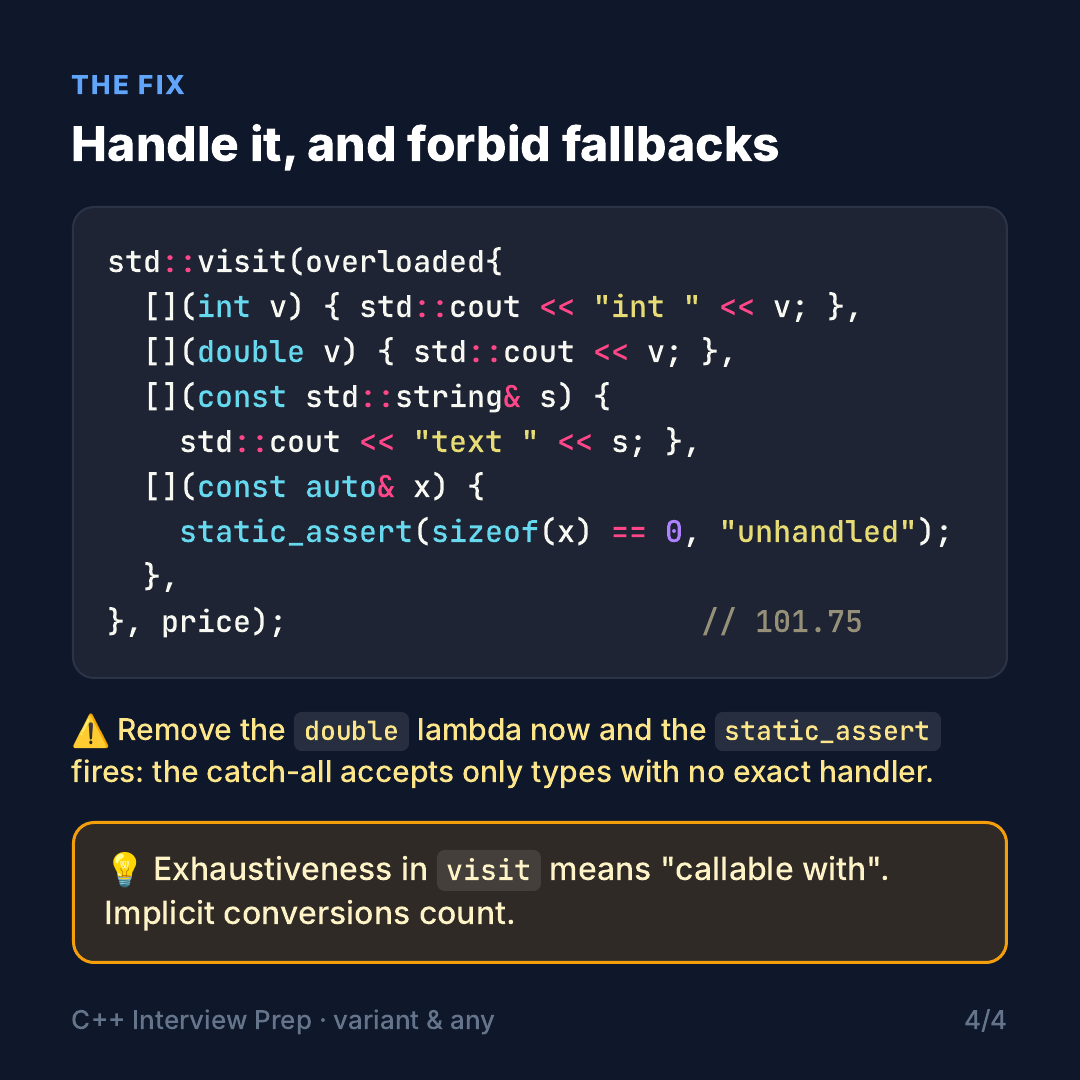 THE FIX
Handle it, and forbid fallbacks
std::visit(overloaded{
  [](int v) { std::cout << "int " << v; },
  [](double v) { std::cout << v; },
  [](const std::string& s) {
    std::cout << "text " << s; },
  [](const auto& x) {
    static_assert(sizeof(x) == 0, "unhandled");
  },
}, price);                       // 101.75
⚠️ Remove the double lambda now and the static_assert
fires: the catch-all accepts only types with no exact handler.
💡 Exhaustiveness in visit means "callable with".
Implicit conversions count.
C++ Interview Prep · variant & any
4/4